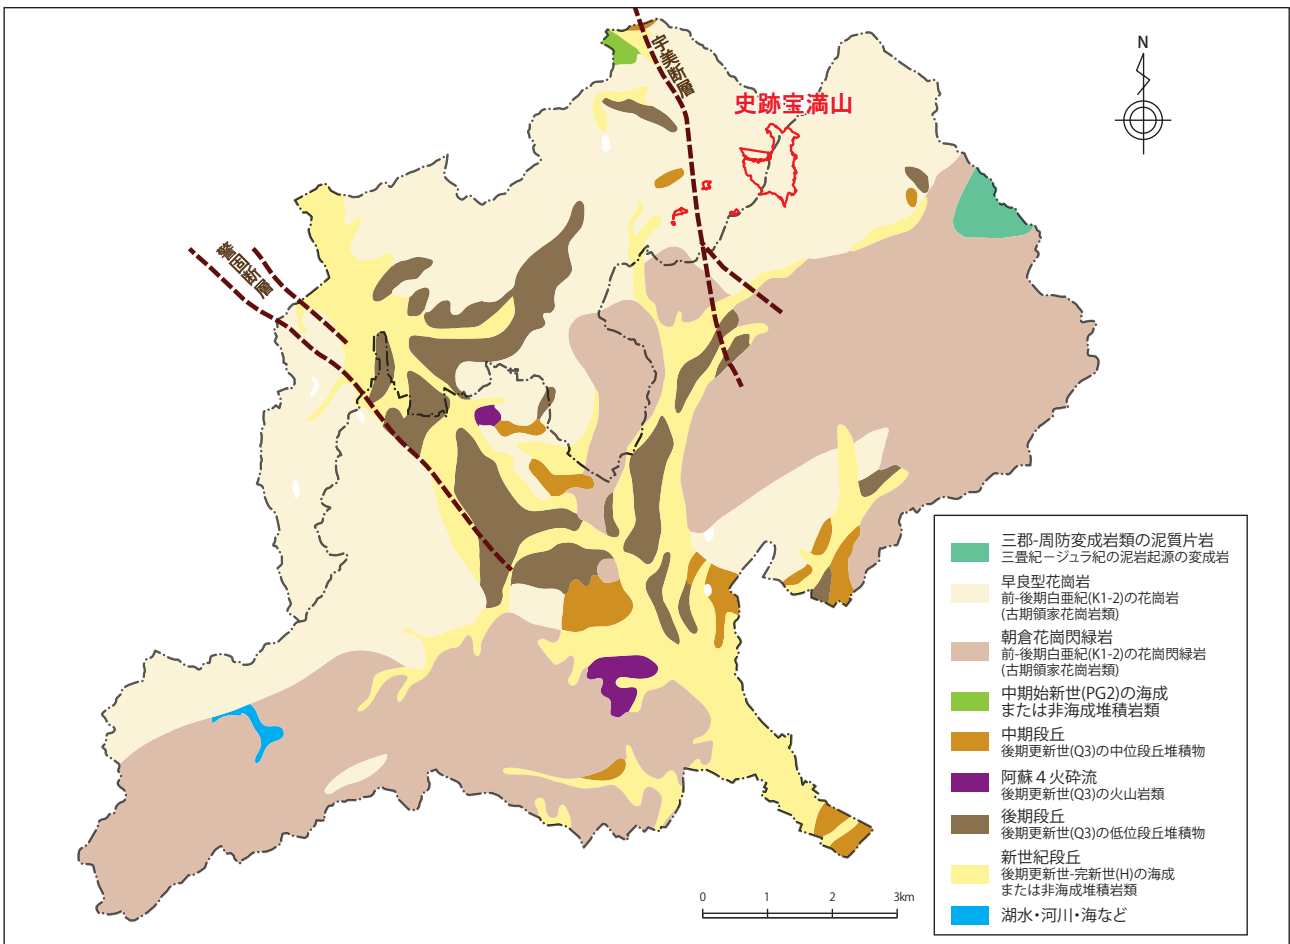 宇美断層
史跡宝満山
N
警固断層
三郡-周防変成岩類の泥質片岩
三畳紀ージュラ紀の泥岩起源の変成岩
早良型花崗岩
前-後期白亜紀(K1-2)の花崗岩
(古期領家花崗岩類)
朝倉花崗閃緑岩
前-後期白亜紀(K1-2)の花崗閃緑岩
(古期領家花崗岩類)
中期始新世(PG2)の海成
または非海成堆積岩類
中期段丘
後期更新世(Q3)の中位段丘堆積物
阿蘇4火砕流
後期更新世(Q3)の火山岩類
後期段丘
後期更新世(Q3)の低位段丘堆積物
新世紀段丘
後期更新世-完新世(H)の海成
または非海成堆積岩類
湖水・河川・海など
0 1 2 3km